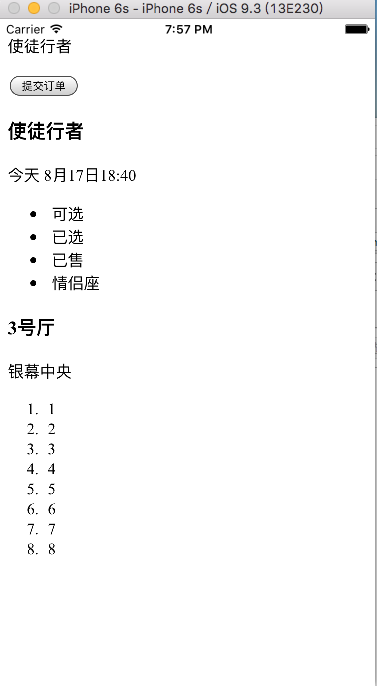 iPhone 6s - iPhone 6s / iOS 9.3 (13E230)
Carrier 7:57 PM
使徒行者
提交订单
使徒行者
今天 8月17日18:40
可选
已选
已售
情侣座
3号厅
银幕中央
1. 1
2. 2
3. 3
4. 4
5. 5
6. 6
7. 7
8. 8